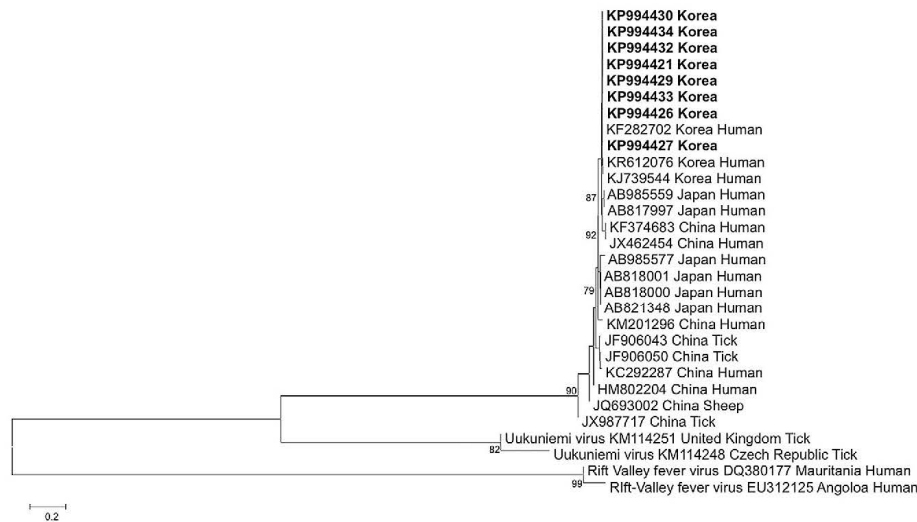 KP994430 Korea
KP994434 Korea
KP994432 Korea
KP994421 Korea
KP994429 Korea
KP994433 Korea
KP994426 Korea
KF282702 Korea Human
KP994427 Korea
KR612076 Korea Human
KJ739544 Korea Human
87
AB985559 Japan Human
AB817997 Japan Human
KF374683 China Human
92
JX462454 China Human
AB985577 Japan Human
AB818001 Japan Human
79
AB818000 Japan Human
AB821348 Japan Human
KM201296 China Human
JF906043 China Tick
JF906050 China Tick
KC292287 China Human
90
HM802204 China Human
JQ693002 China Sheep
JX987717 China Tick
Uukuniemi virus KM114251 United Kingdom Tick
82
Uukuniemi virus KM114248 Czech Republic Tick
Rift Valley fever virus DQ380177 Mauritania Human
99
RIft-Valley fever virus EU312125 Angoloa Human
0.2